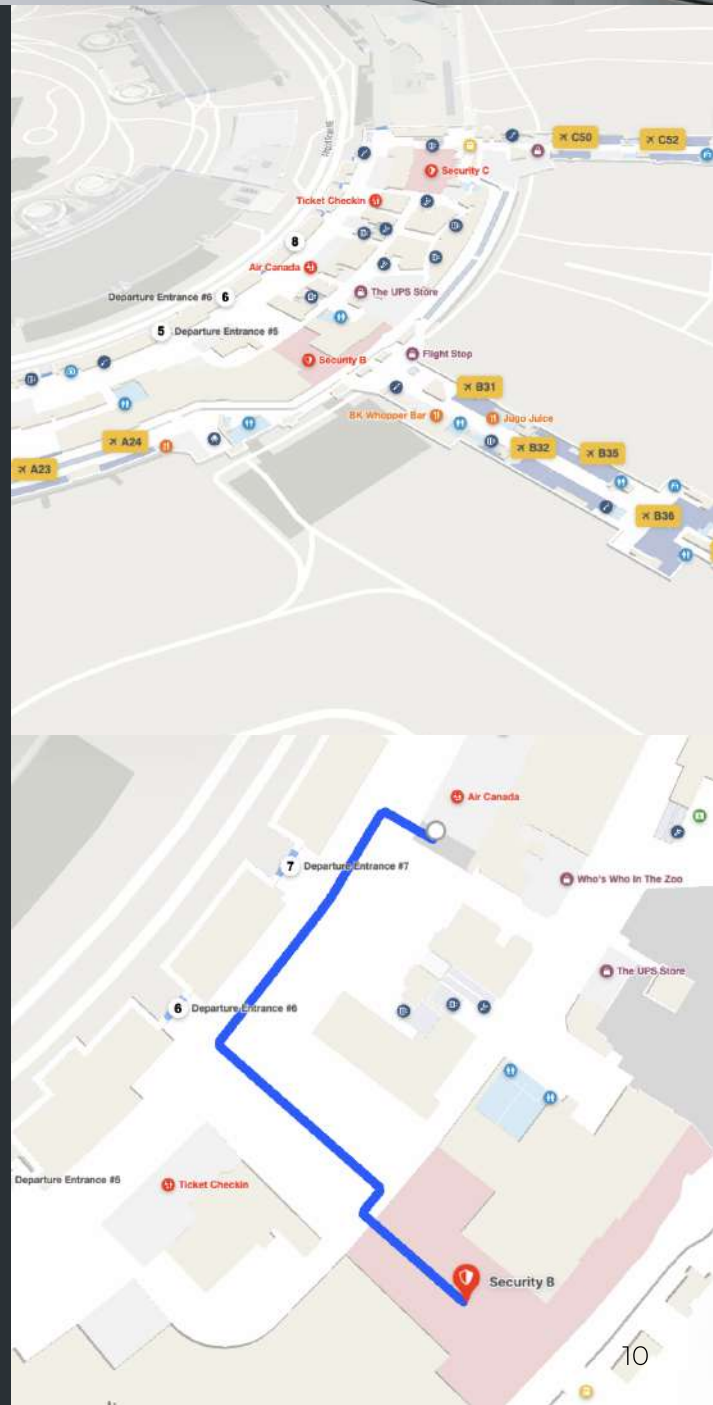 C50
C52
Security C
Ticket Checkin
8
Air Canada
Departure Entrance #6
6
The UPS Store
5
Departure Entrance #5
Security B
Flight Stop
B31
BK Whopper Bar
Jugo Juice
A24
A23
B32
B35
B36
Air Canada
7
Departure Entrance #7
Who's Who In The Zoo
The UPS Store
6
Departure Entrance #6
Departure Entrance #5
Ticket Checkin
Security B
10